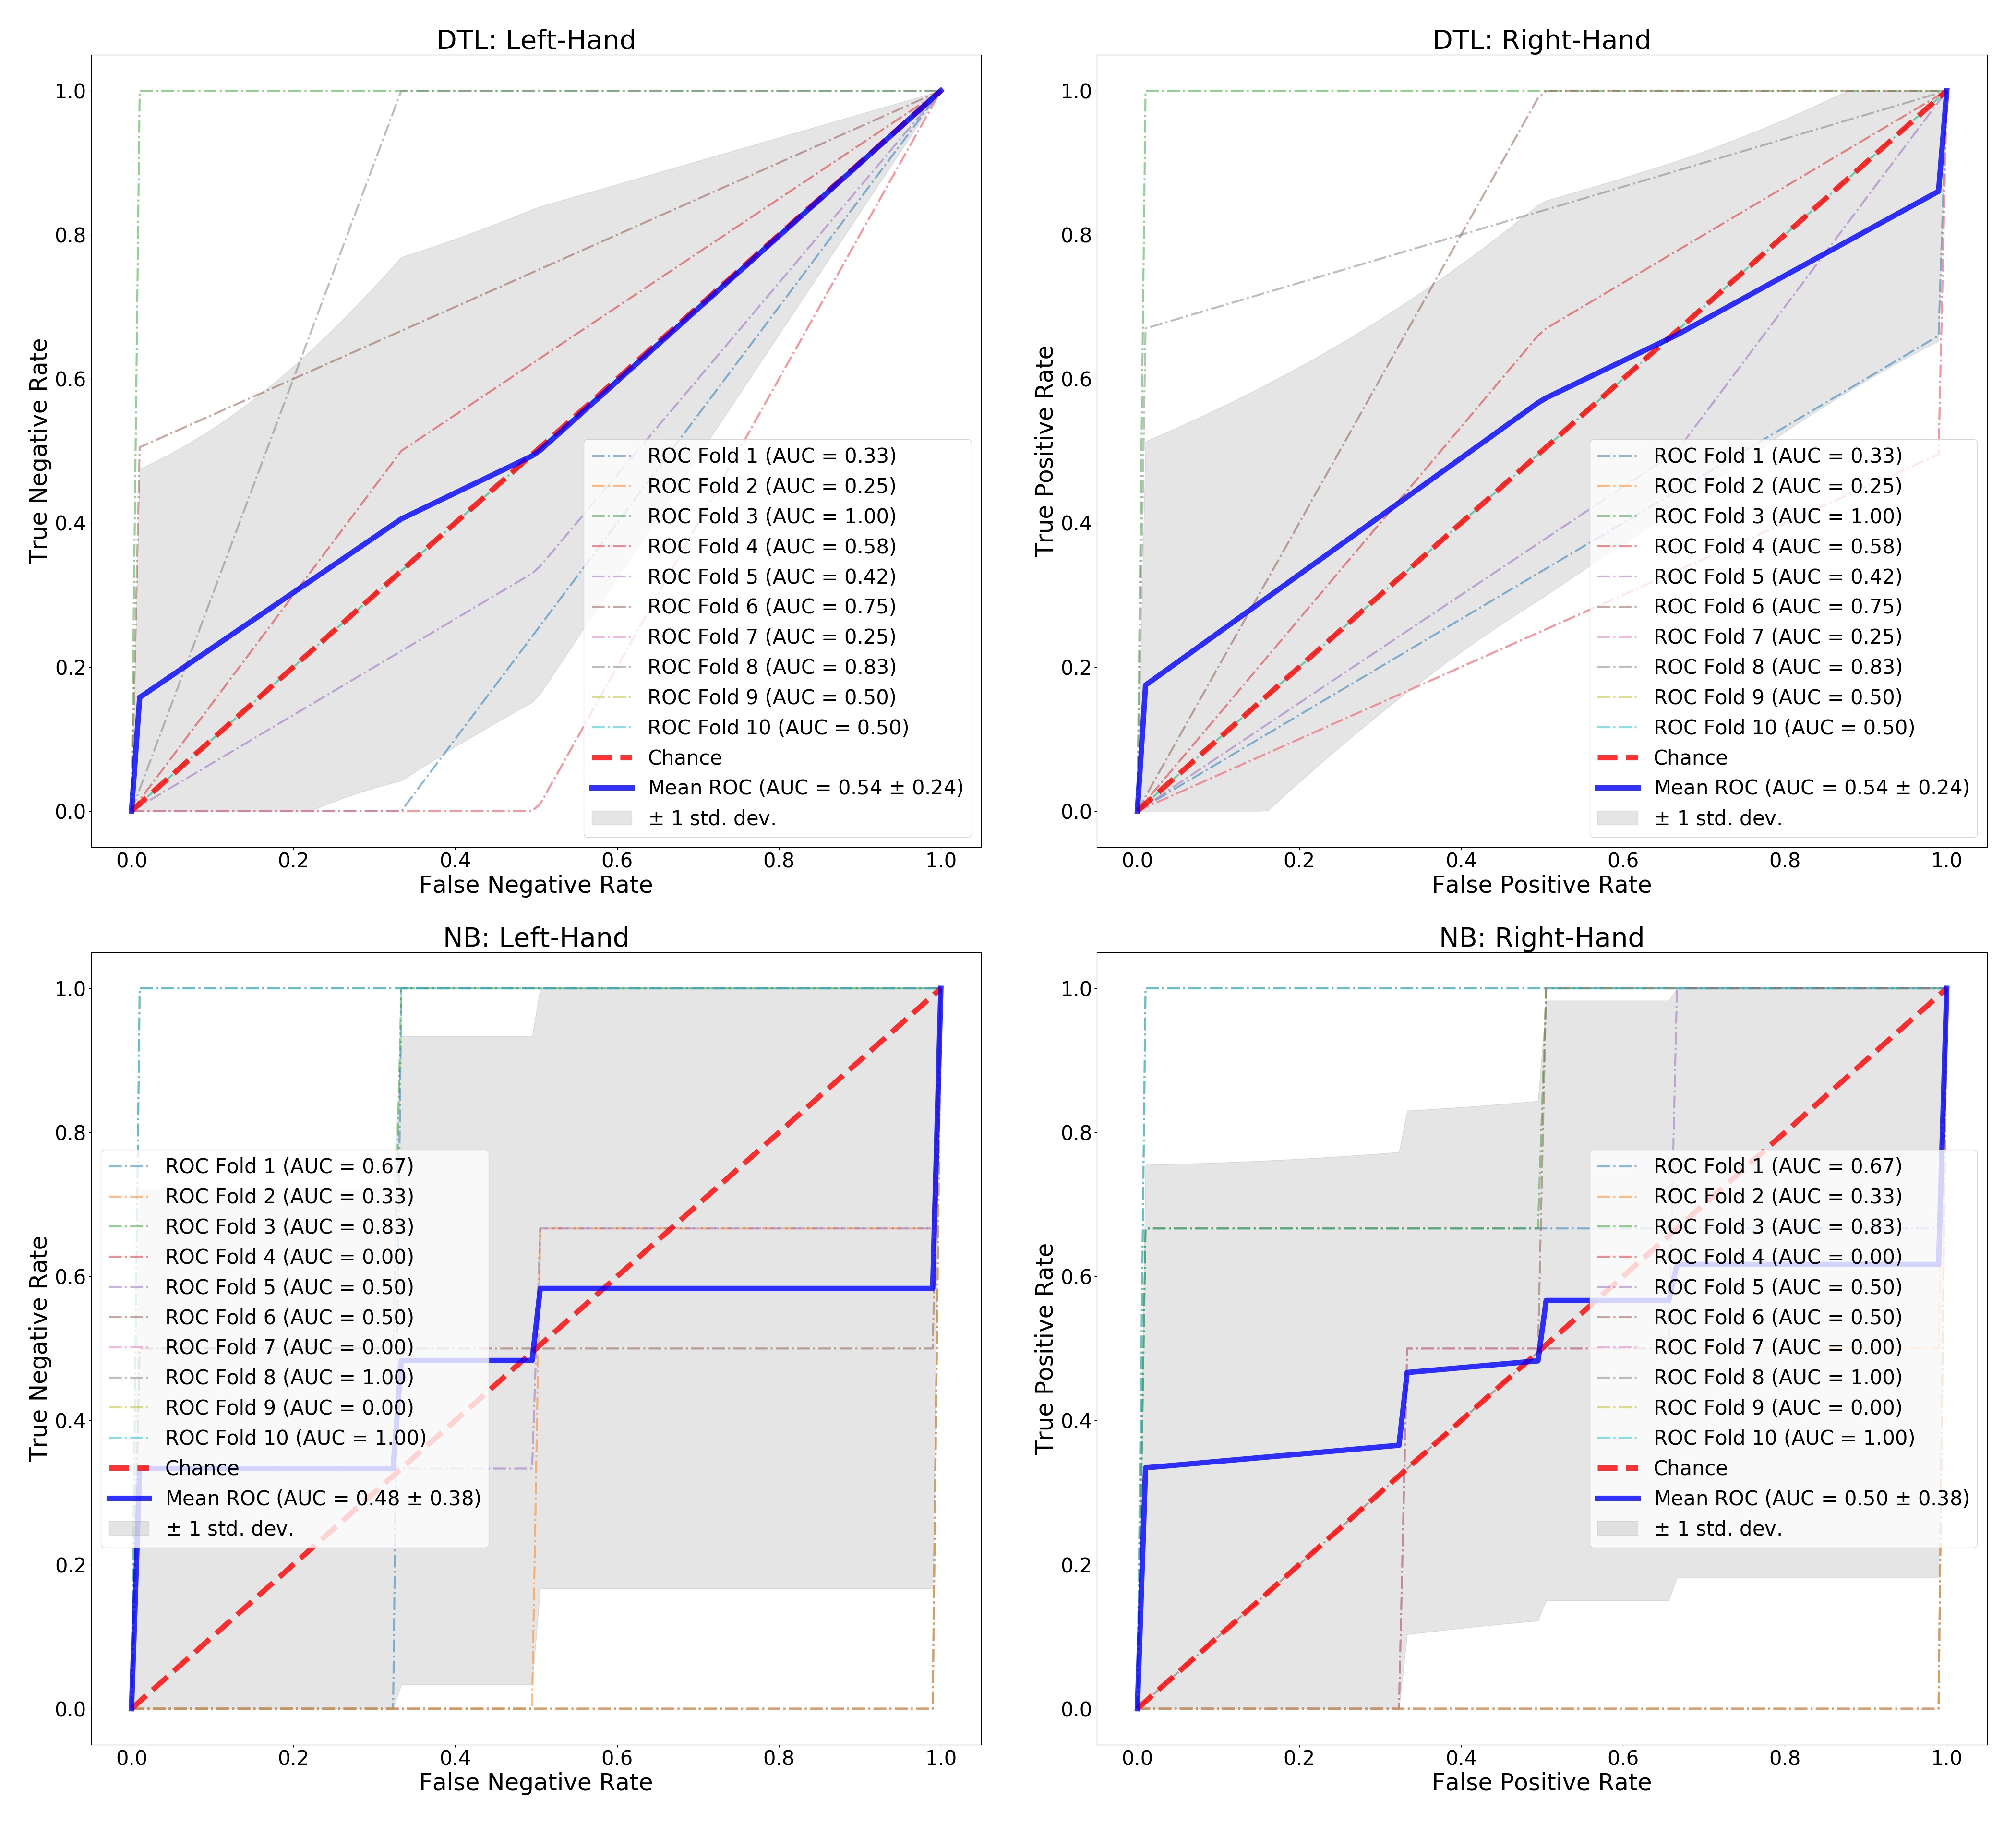 DTL: Left-Hand
True Negative Rate
1.0
0.8
0.6
0.4
0.2
0.0
ROC Fold 1 (AUC = 0.33)
ROC Fold 2 (AUC = 0.25)
ROC Fold 3 (AUC = 1.00)
ROC Fold 4 (AUC = 0.58)
ROC Fold 5 (AUC = 0.42)
ROC Fold 6 (AUC = 0.75)
ROC Fold 7 (AUC = 0.25)
ROC Fold 8 (AUC = 0.83)
ROC Fold 9 (AUC = 0.50)
ROC Fold 10 (AUC = 0.50)
Chance
Mean ROC (AUC = 0.54 ± 0.24)
± 1 std. dev.
0.0 0.2 0.4 0.6 0.8 1.0
False Negative Rate
DTL: Right-Hand
True Positive Rate
1.0
0.8
0.6
0.4
0.2
0.0
ROC Fold 1 (AUC = 0.33)
ROC Fold 2 (AUC = 0.25)
ROC Fold 3 (AUC = 1.00)
ROC Fold 4 (AUC = 0.58)
ROC Fold 5 (AUC = 0.42)
ROC Fold 6 (AUC = 0.75)
ROC Fold 7 (AUC = 0.25)
ROC Fold 8 (AUC = 0.83)
ROC Fold 9 (AUC = 0.50)
ROC Fold 10 (AUC = 0.50)
Chance
Mean ROC (AUC = 0.54 ± 0.24)
± 1 std. dev.
0.0 0.2 0.4 0.6 0.8 1.0
False Positive Rate
NB: Left-Hand
True Negative Rate
1.0
0.8
0.6
0.4
0.2
0.0
ROC Fold 1 (AUC = 0.67)
ROC Fold 2 (AUC = 0.33)
ROC Fold 3 (AUC = 0.83)
ROC Fold 4 (AUC = 0.00)
ROC Fold 5 (AUC = 0.50)
ROC Fold 6 (AUC = 0.50)
ROC Fold 7 (AUC = 0.00)
ROC Fold 8 (AUC = 1.00)
ROC Fold 9 (AUC = 0.00)
ROC Fold 10 (AUC = 1.00)
Chance
Mean ROC (AUC = 0.48 ± 0.38)
± 1 std. dev.
0.0 0.2 0.4 0.6 0.8 1.0
False Negative Rate
NB: Right-Hand
True Positive Rate
1.0
0.8
0.6
0.4
0.2
0.0
ROC Fold 1 (AUC = 0.67)
ROC Fold 2 (AUC = 0.33)
ROC Fold 3 (AUC = 0.83)
ROC Fold 4 (AUC = 0.00)
ROC Fold 5 (AUC = 0.50)
ROC Fold 6 (AUC = 0.50)
ROC Fold 7 (AUC = 0.00)
ROC Fold 8 (AUC = 1.00)
ROC Fold 9 (AUC = 0.00)
ROC Fold 10 (AUC = 1.00)
Chance
Mean ROC (AUC = 0.50 ± 0.38)
± 1 std. dev.
0.0 0.2 0.4 0.6 0.8 1.0
False Positive Rate